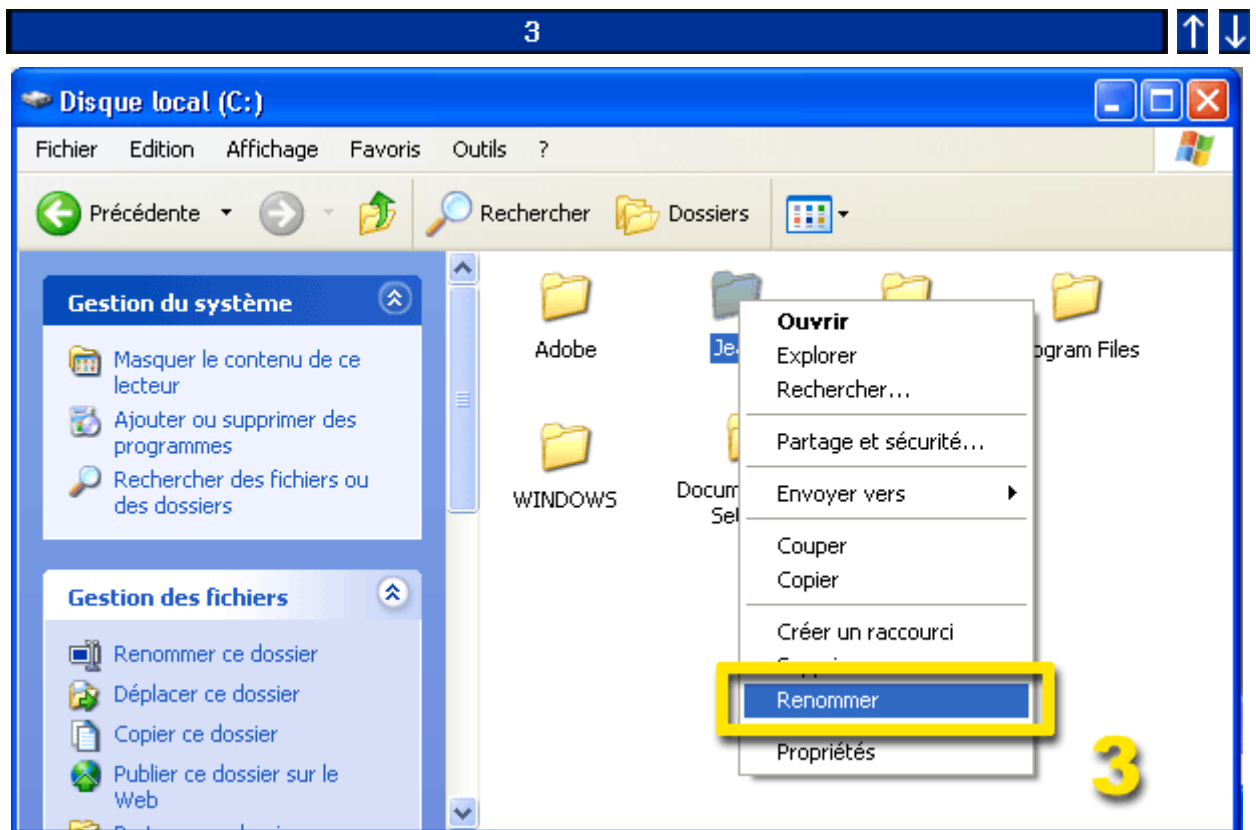 3
Disque local (C:)
Fichier Edition Affichage Favoris Outils ?
Précédente Rechercher Dossiers
Gestion du système
Masquer le contenu de ce
lecteur
Ajouter ou supprimer des
programmes
Rechercher des fichiers ou
des dossiers
Gestion des fichiers
Renommer ce dossier
Déplacer ce dossier
Copier ce dossier
Publier ce dossier sur le
Web
Adobe
Je
ogram Files
WINDOWS
Docum
Se
Ouvrir
Explorer
Rechercher...
Partage et sécurité...
Envoyer vers
Couper
Copier
Créer un raccourci
Renommer
Propriétés
3